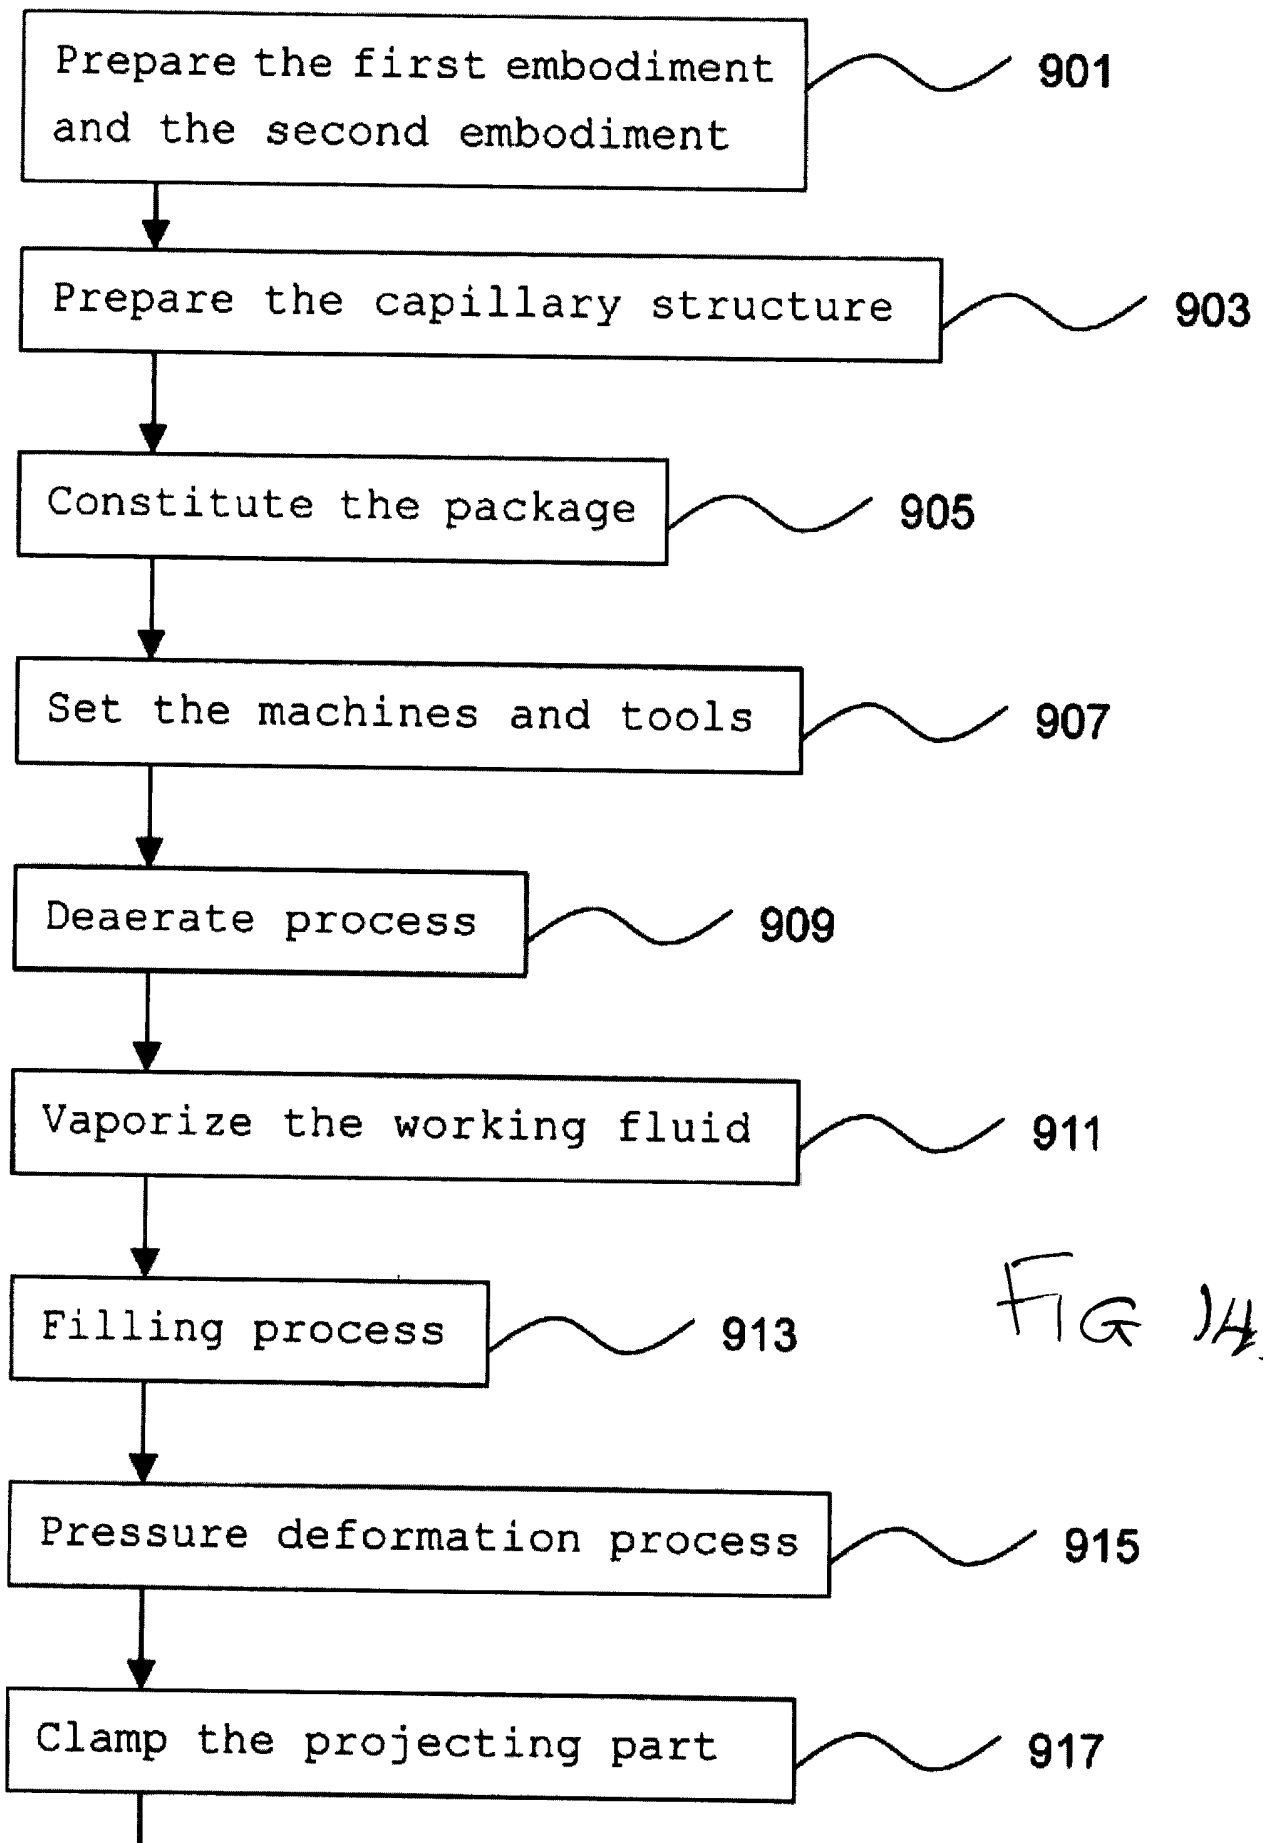 Prepare the first embodiment 901
and the second embodiment
Prepare the capillary structure 903
Constitute the package 905
Set the machines and tools 907
Deaerate process 909
Vaporize the working fluid 911
Filling process 913
FIG 14.
Pressure deformation process 915
Clamp the projecting part 917